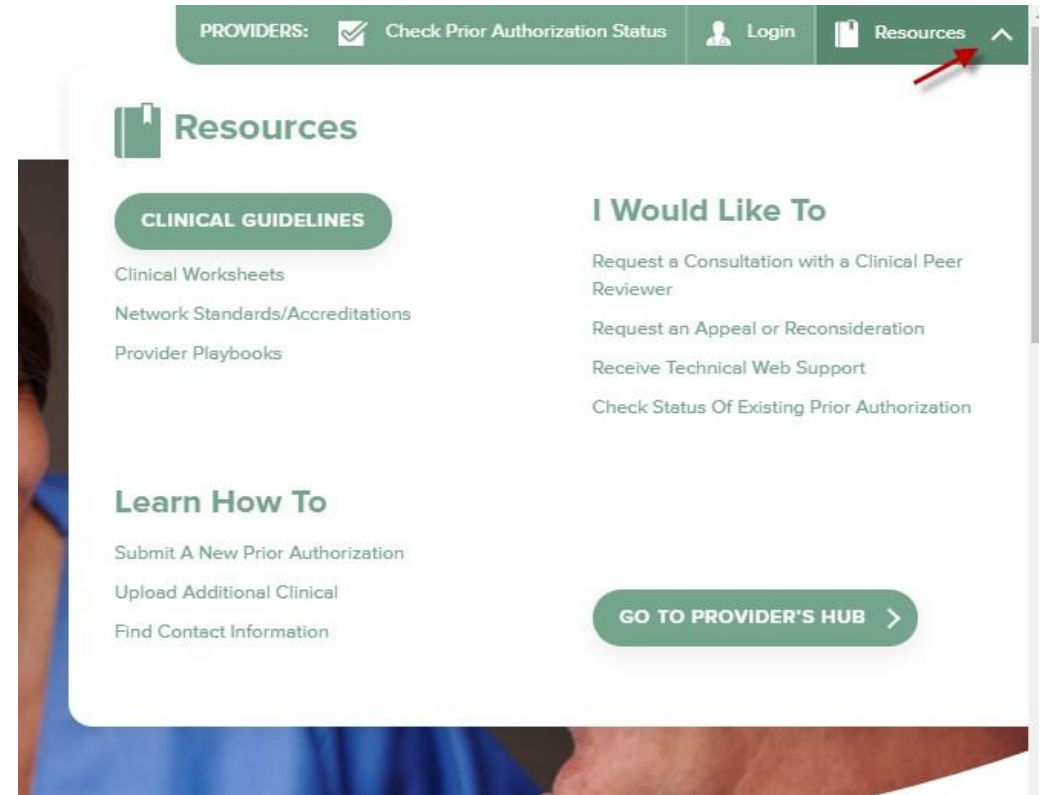 PROVIDERS: Check Prior Authorization Status Login Resources
Resources
CLINICAL GUIDELINES
Clinical Worksheets
Network Standards/Accreditations
Provider Playbooks
I Would Like To
Request a Consultation with a Clinical Peer
Reviewer
Request an Appeal or Reconsideration
Receive Technical Web Support
Check Status Of Existing Prior Authorization
Learn How To
Submit A New Prior Authorization
Upload Additional Clinical
Find Contact Information
GO TO PROVIDER'S HUB